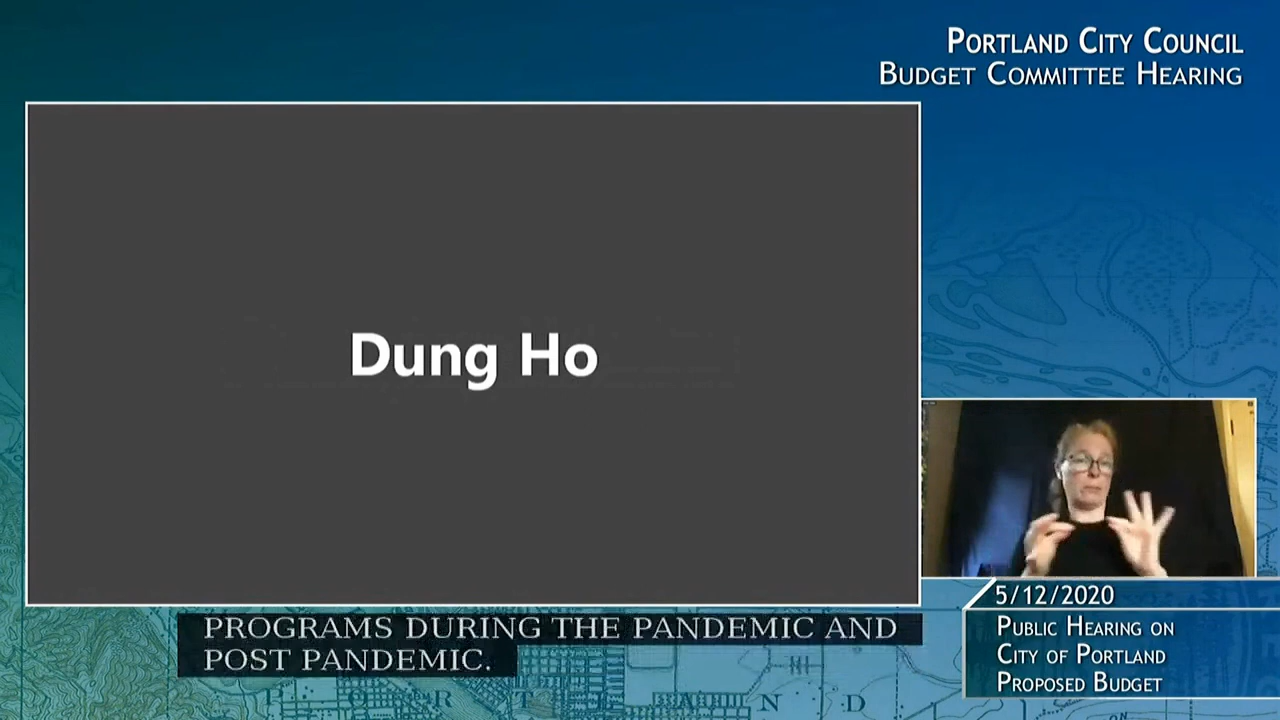 PORTLAND CITY COUNCIL
BUDGET COMMITTEE HEARING
Dung Ho
PROGRAMS DURING THE PANDEMIC AND
POST PANDEMIC.
5/12/2020
PUBLIC HEARING ON
CITY OF PORTLAND
PROPOSED BUDGET
P O R T L A N D